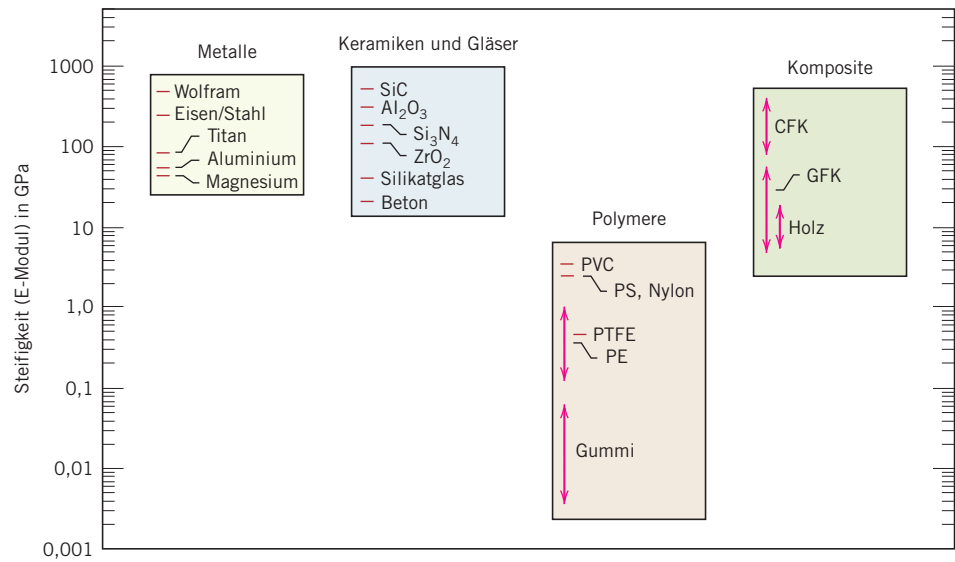 Steifigkeit (E-Modul) in GPa
1000
100
10
1,0
0,1
0,01
0,001
Metalle
Wolfram
Eisen/Stahl
Titan
Aluminium
Magnesium
Keramiken und Gläser
SiC
Al₂O₃
Si₃N₄
ZrO₂
Silikatglas
Beton
Polymere
PVC
PS, Nylon
PTFE
PE
Gummi
Komposite
CFK
GFK
Holz